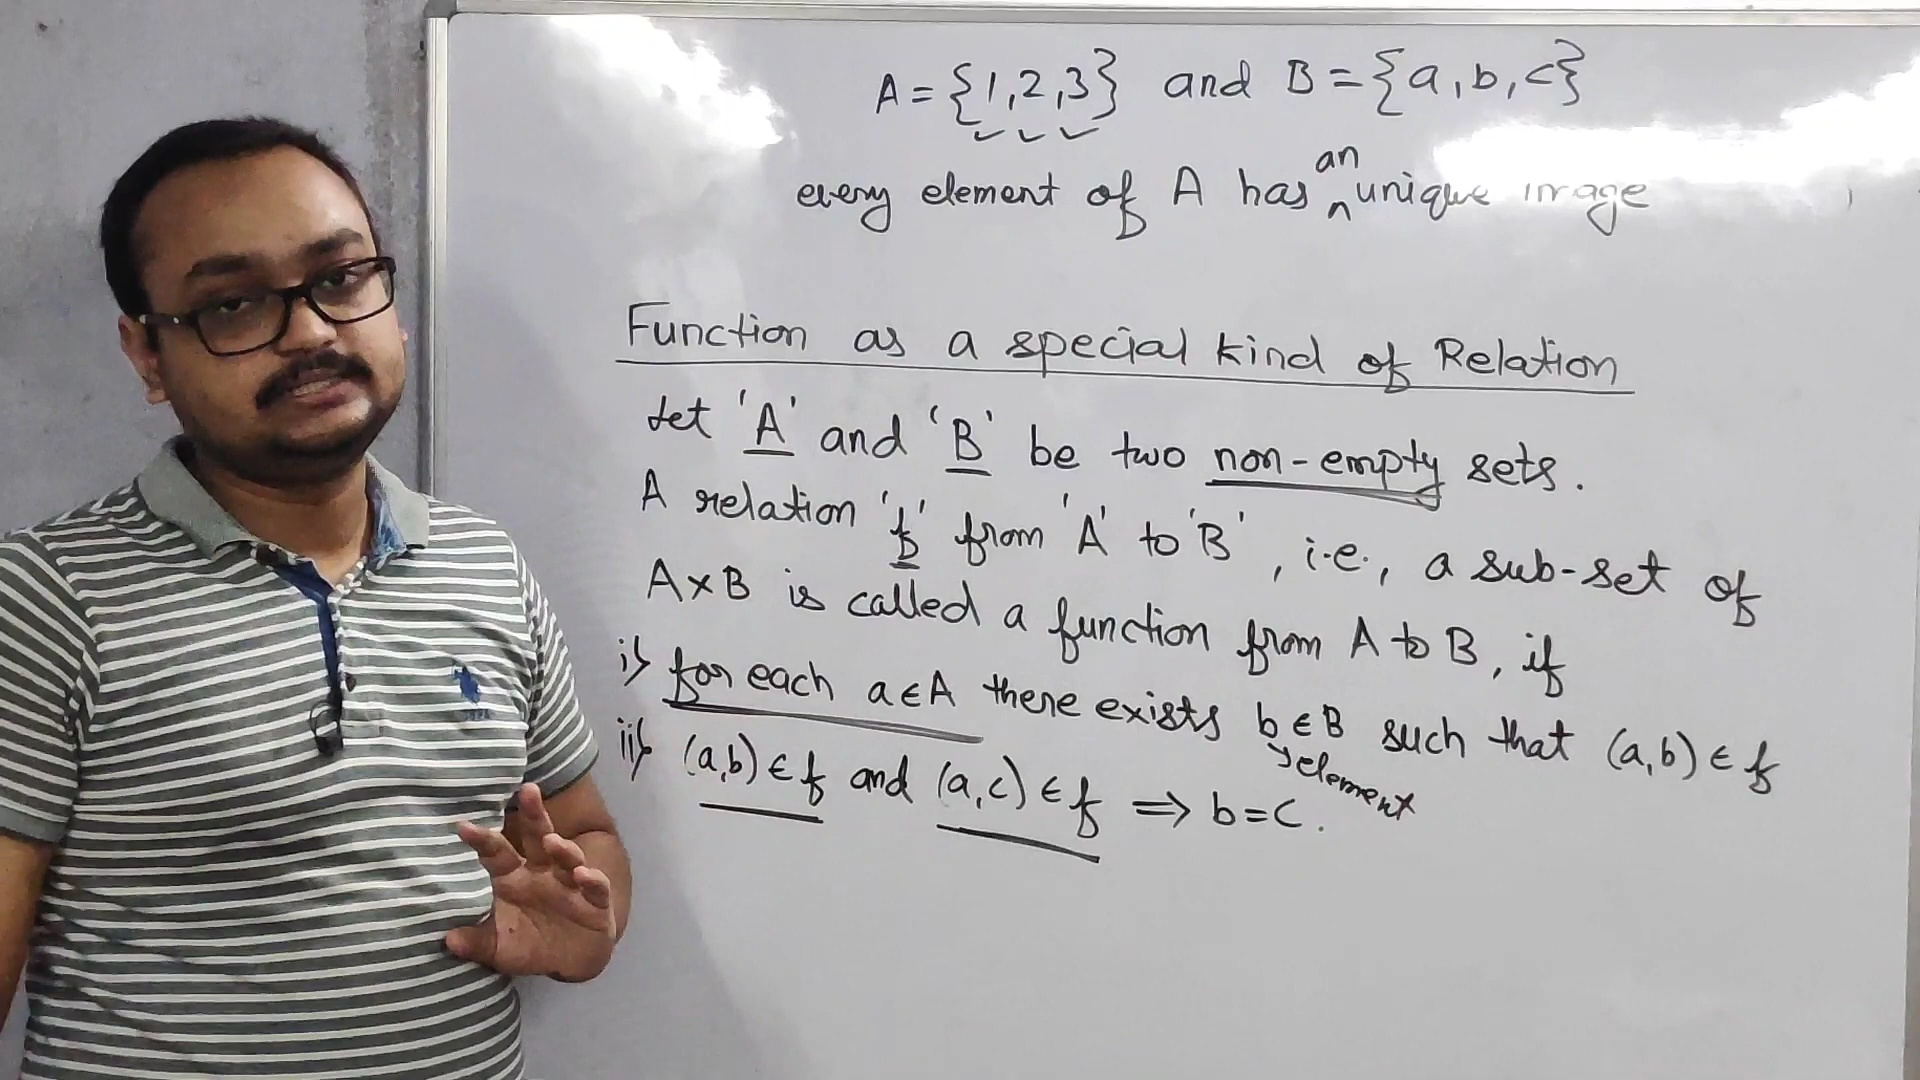 A = {1, 2, 3} and B = {a, b, c}
an
every element of A has ^ unique image
Function as a special kind of Relation
Let 'A' and 'B' be two non-empty sets.
A relation 'f' from 'A' to 'B', i.e., a sub-set of
A×B is called a function from A to B, if
i) for each a ∈ A there exists b ∈ B such that (a,b) ∈ f
element
ii) (a,b) ∈ f and (a,c) ∈ f ⇒ b=c.